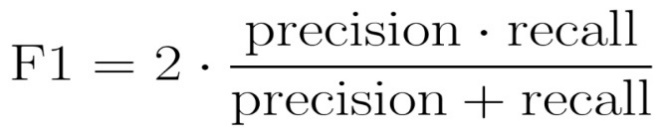 F1 = 2 · precision · recall / precision + recall